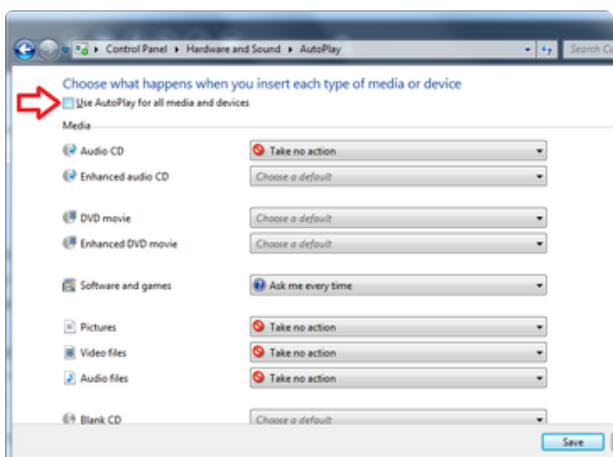 Control Panel Hardware and Sound AutoPlay Search Co
Choose what happens when you insert each type of media or device
Use AutoPlay for all media and devices
Media
Audio CD Take no action
Enhanced audio CD Choose a default
DVD movie Choose a default
Enhanced DVD movie Choose a default
Software and games Ask me every time
Pictures Take no action
Video files Take no action
Audio files Take no action
Blank CD Choose a default
Save